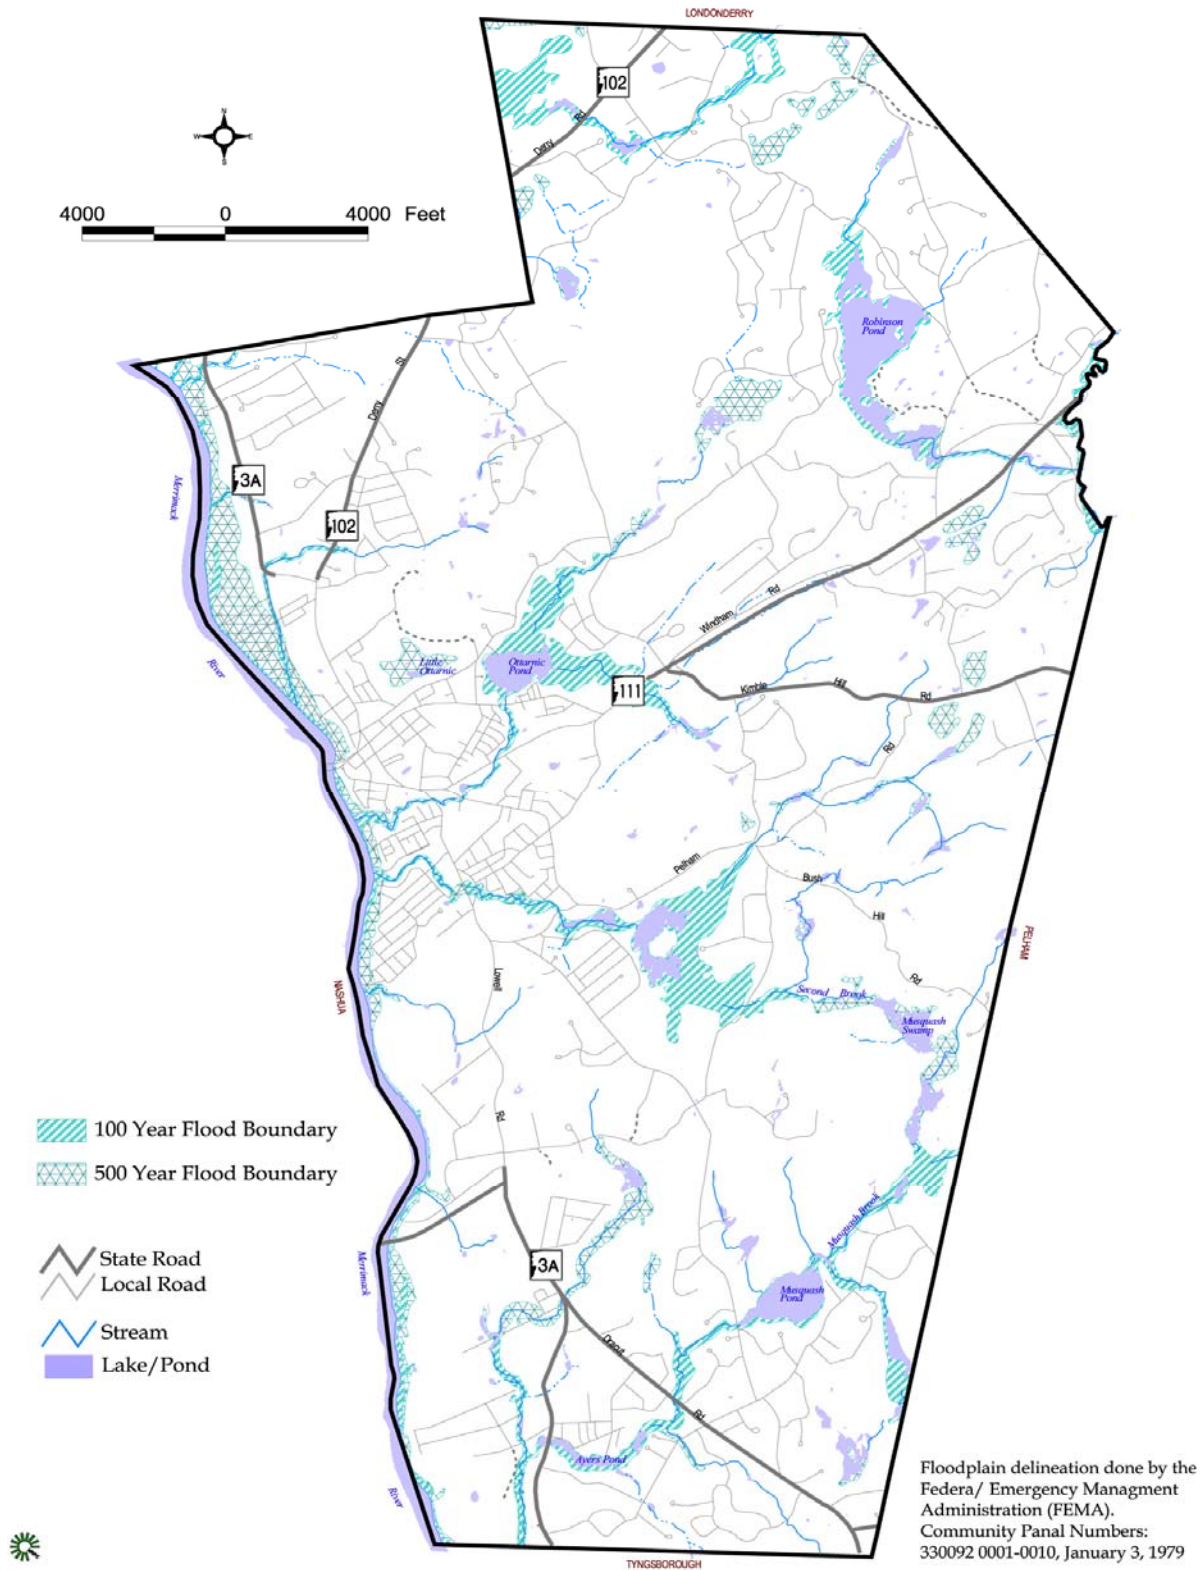 LONDONDERRY
102
Derry
Rd
N
W
E
S
4000 0 4000 Feet
Robinson
Pond
St
Derry
3A
Merrimack
102
Windham
Rd
River
Little
Ottarnic
Ottarnic
Pond
111
Kimble
Hill
Rd
Rd
Pelham
Bush
Hill
Rd
PELHAM
Lowell
NASHUA
Second Brook
Musquash
Swamp
Rd
100 Year Flood Boundary
500 Year Flood Boundary
Musquash Brook
State Road
Local Road
Merrimack
3A
Musquash
Pond
Stream
Lake/Pond
Dracut
Rd
Ayers Pond
River
Floodplain delineation done by the
Federa/ Emergency Managment
Administration (FEMA).
Community Panal Numbers:
330092 0001-0010, January 3, 1979
TYNGSBOROUGH